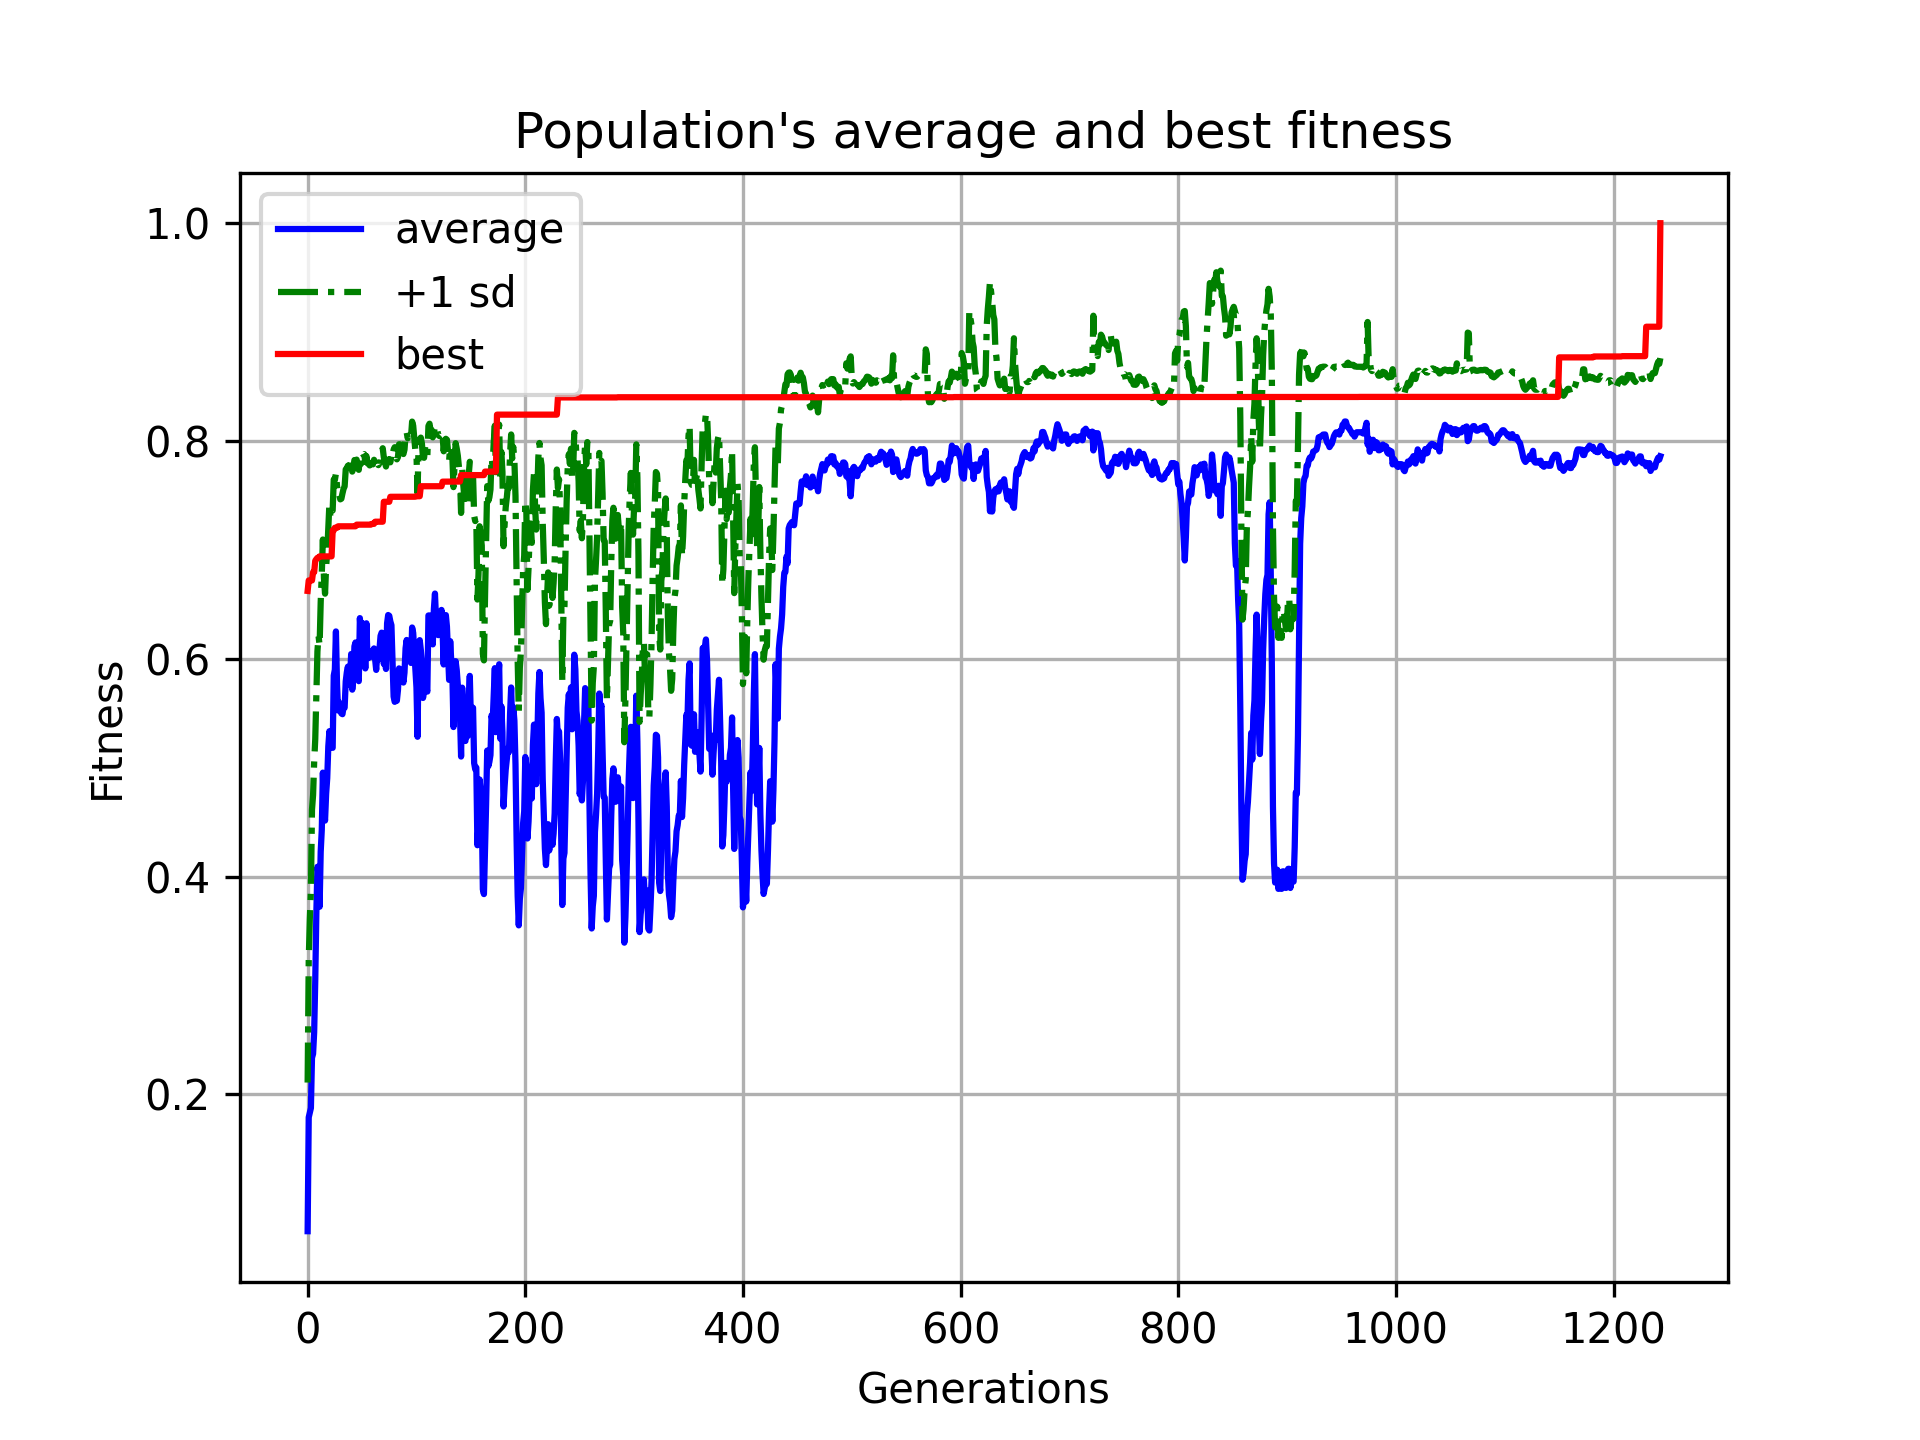 Population's average and best fitness
average
+1 sd
best
1.0
0.8
0.6
0.4
0.2
Fitness
0 200 400 600 800 1000 1200
Generations